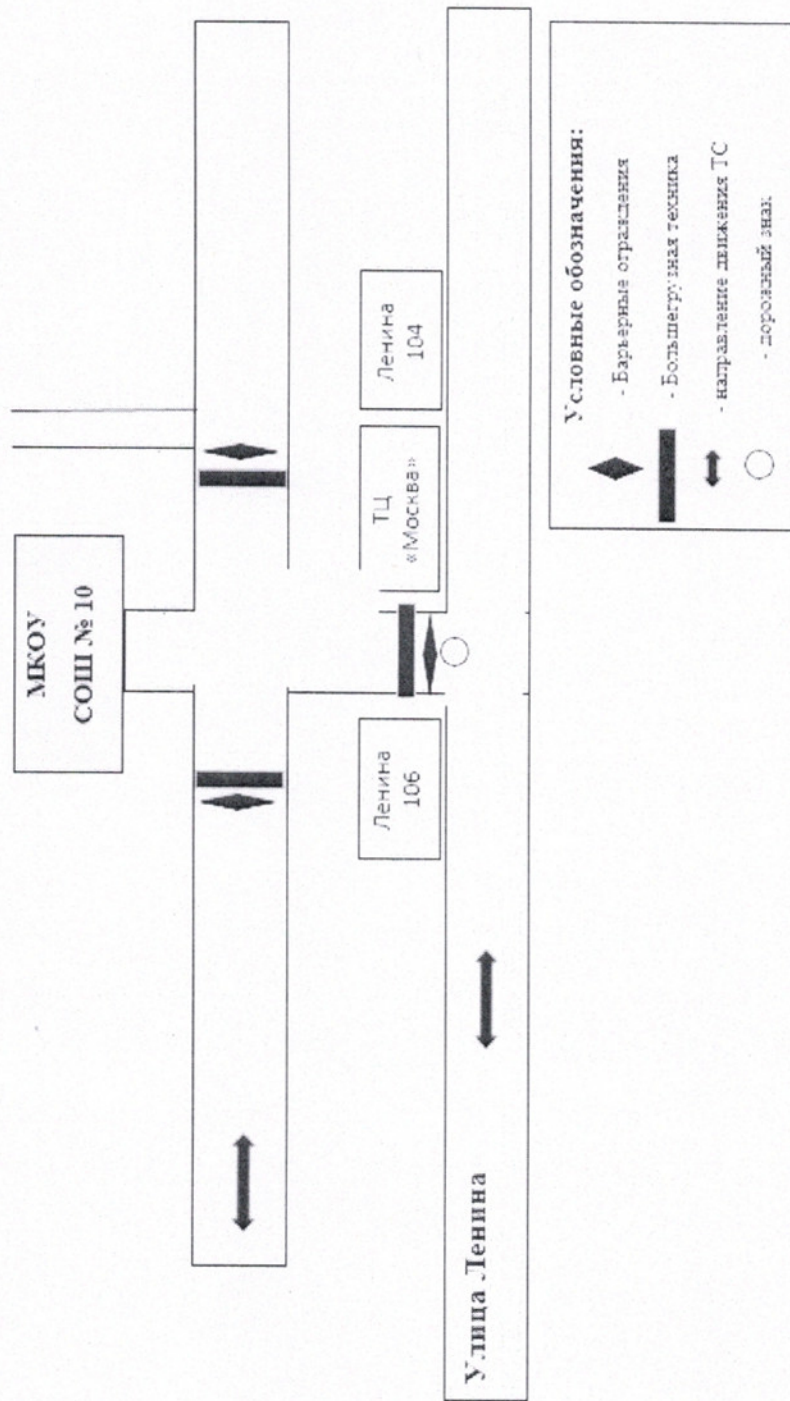 МКОУ
СОШ № 10
Ленина
106
ТЦ
«Москва»
Ленина
104
Улица Ленина
Условные обозначения:
- Барьерные ограждения
- Большегрузная техника
- направление движения ТС
- дорожный знак